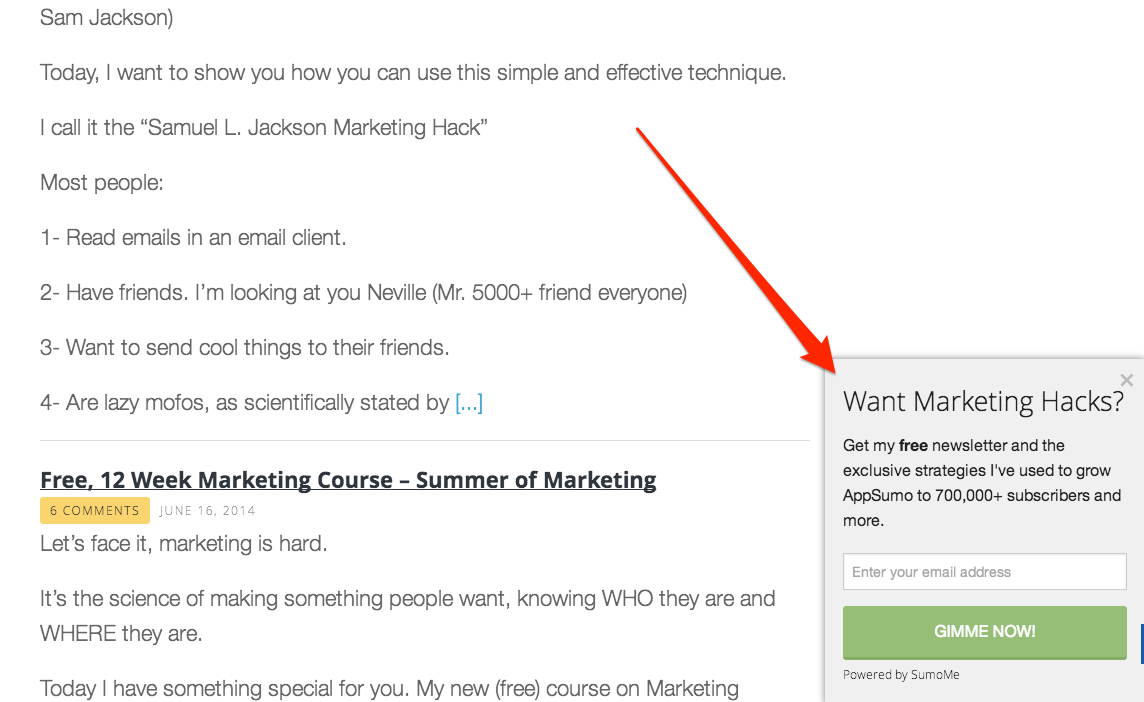 Sam Jackson)
Today, I want to show you how you can use this simple and effective technique.
I call it the “Samuel L. Jackson Marketing Hack”
Most people:
1- Read emails in an email client.
2- Have friends. I’m looking at you Neville (Mr. 5000+ friend everyone)
3- Want to send cool things to their friends.
4- Are lazy mofos, as scientifically stated by [...]
Free, 12 Week Marketing Course – Summer of Marketing
6 COMMENTS JUNE 16, 2014
Let’s face it, marketing is hard.
It’s the science of making something people want, knowing WHO they are and
WHERE they are.
Today I have something special for you. My new (free) course on Marketing
×
Want Marketing Hacks?
Get my free newsletter and the
exclusive strategies I've used to grow
AppSumo to 700,000+ subscribers and
more.
Enter your email address
GIMME NOW!
Powered by SumoMe